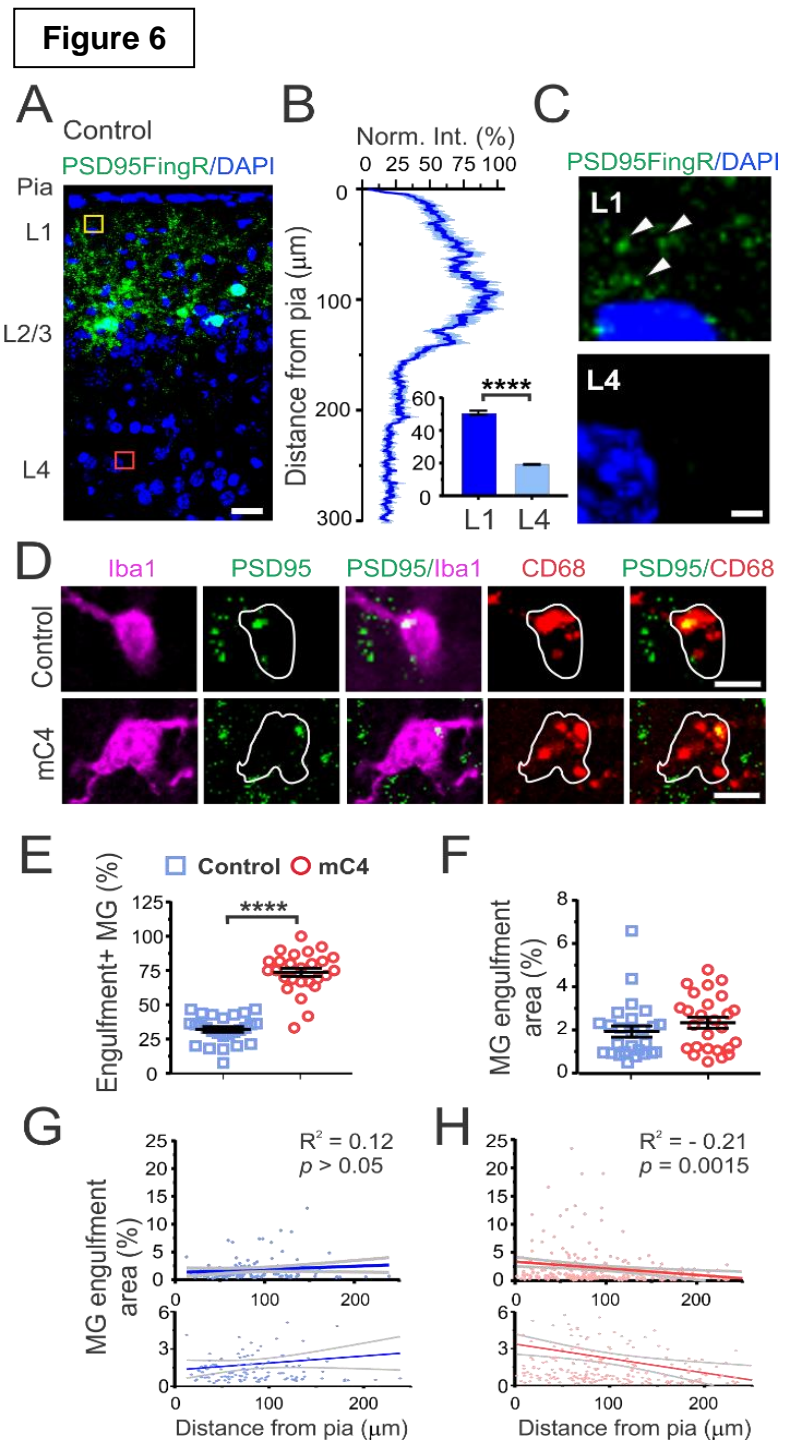 Figure 6
A
Control
PSD95FingR/DAPI
Pia
L1
L2/3
L4
B
Norm. Int. (%)
0 25 50 75 100
Distance from pia (μm)
0
100
200
300
****
60
40
20
0
L1 L4
C
PSD95FingR/DAPI
L1
L4
D
Iba1 PSD95 PSD95/Iba1 CD68 PSD95/CD68
Control
mC4
E
Control mC4
Engulfment+ MG (%)
125
100
75
50
25
0
****
F
MG engulfment
area (%)
8
6
4
2
0
G
MG engulfment
area (%)
25
20
15
10
5
0
R² = 0.12
p > 0.05
0 100 200
6
3
0
0 100 200
Distance from pia (μm)
H
25
20
15
10
5
0
R² = - 0.21
p = 0.0015
0 100 200
6
3
0
0 100 200
Distance from pia (μm)